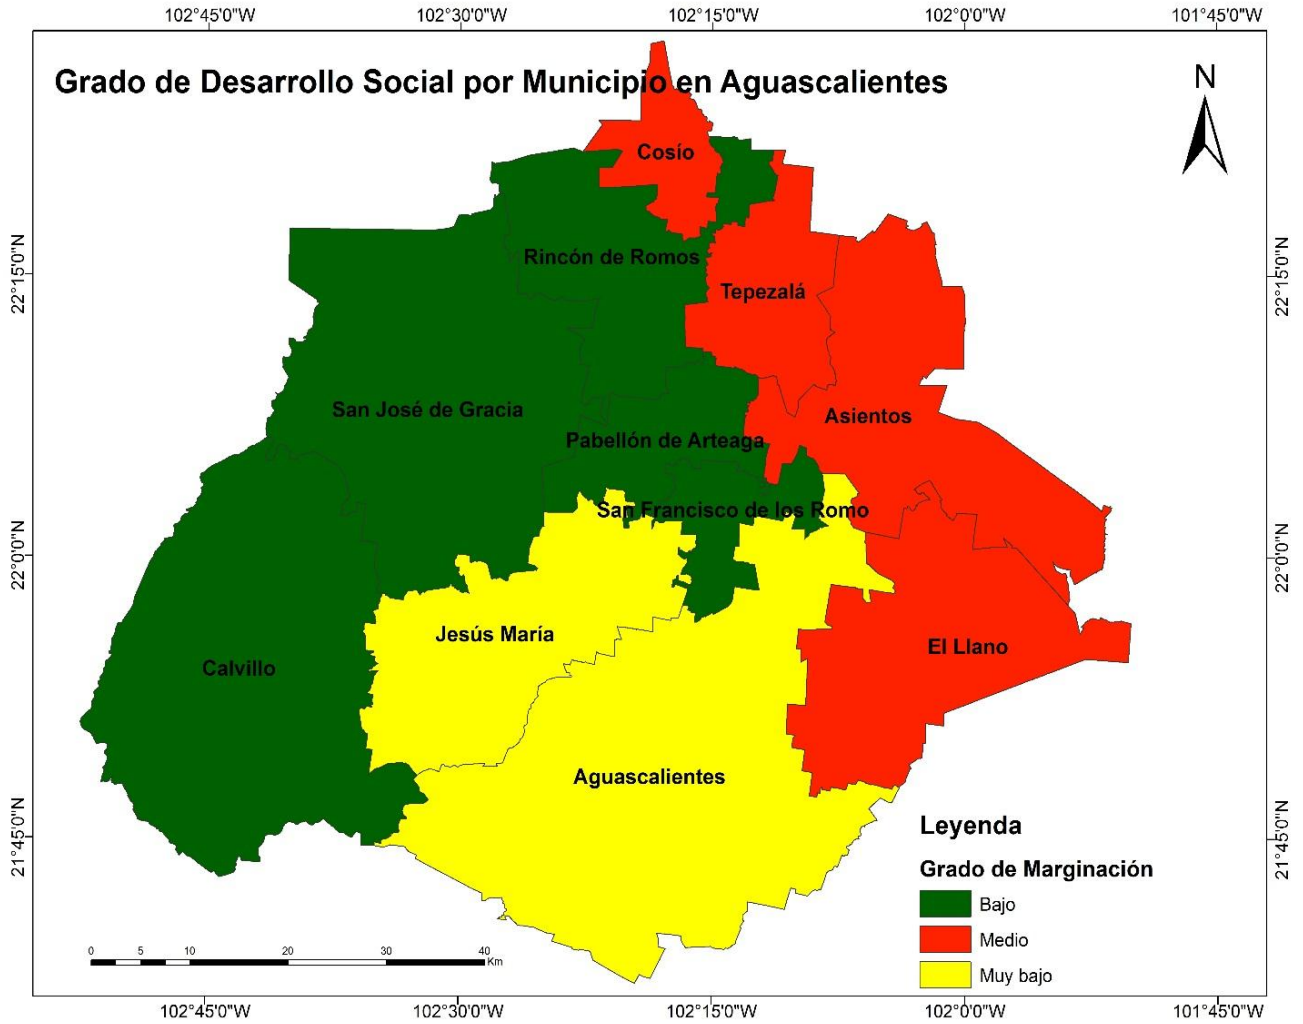 102°45'0"W 102°30'0"W 102°15'0"W 102°0'0"W 101°45'0"W
Grado de Desarrollo Social por Municipio en Aguascalientes
N
Cosío
Rincón de Romos
22°15'0"N 22°15'0"N
Tepezalá
San José de Gracia
Asientos
Pabellón de Arteaga
San Francisco de los Romo
22°0'0"N 22°0'0"N
Jesús María
El Llano
Calvillo
Aguascalientes
Leyenda
21°45'0"N 21°45'0"N
Grado de Marginación
Bajo
Medio
Muy bajo
0 5 10 20 30 40
Km
102°45'0"W 102°30'0"W 102°15'0"W 102°0'0"W 101°45'0"W